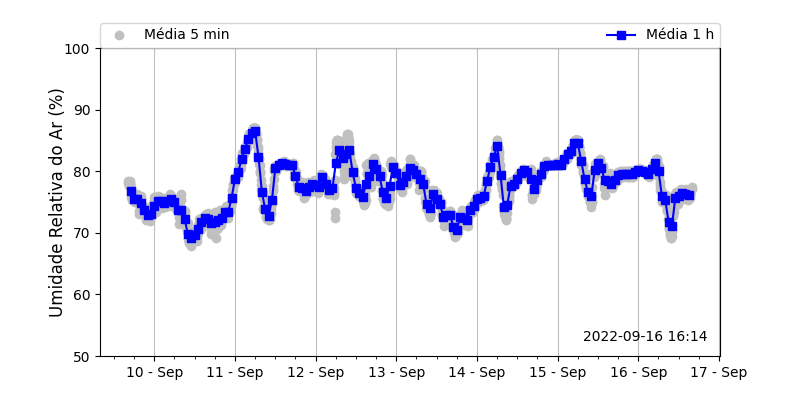 Média 5 min
Média 1 h
Umidade Relativa do Ar (%)
100
90
80
70
60
50
2022-09-16 16:14
10 - Sep
11 - Sep
12 - Sep
13 - Sep
14 - Sep
15 - Sep
16 - Sep
17 - Sep